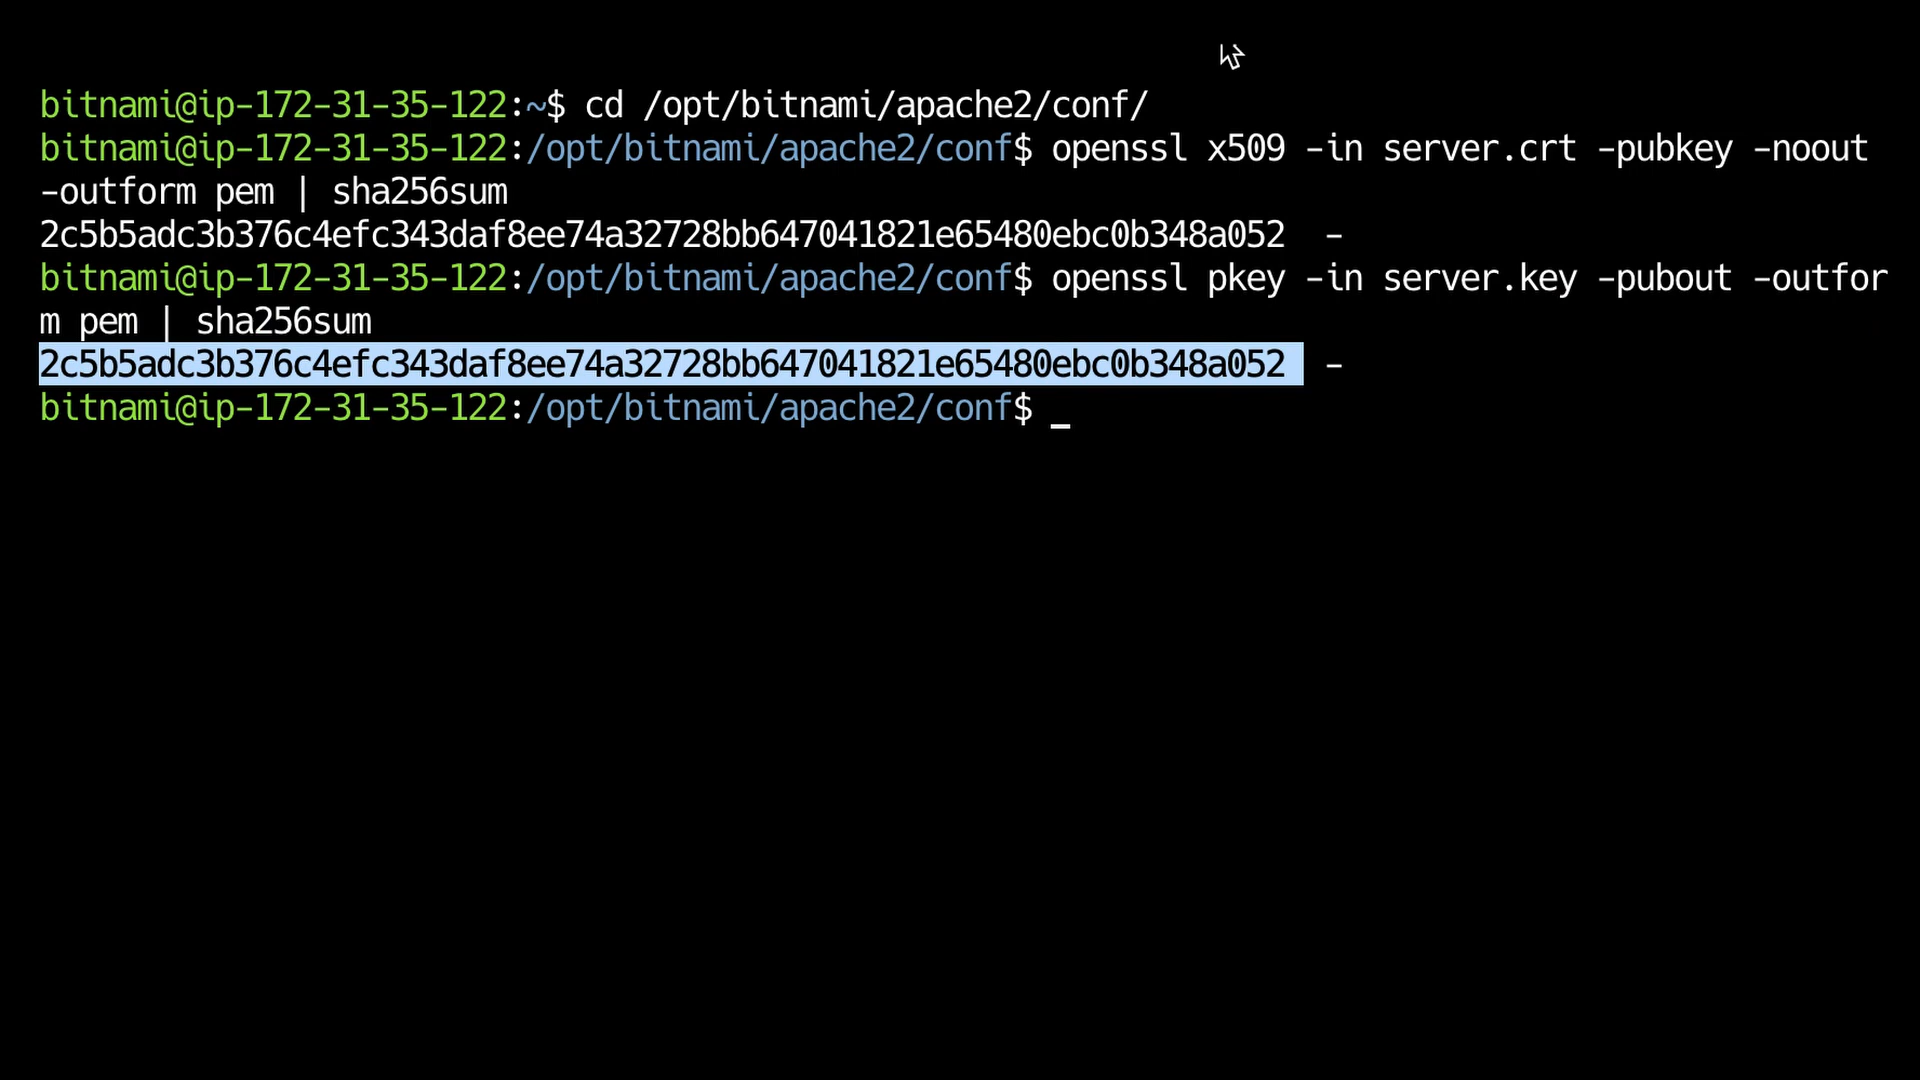 bitnami@ip-172-31-35-122:~$ cd /opt/bitnami/apache2/conf/
bitnami@ip-172-31-35-122:/opt/bitnami/apache2/conf$ openssl x509 -in server.crt -pubkey -noout
-outform pem | sha256sum
2c5b5adc3b376c4efc343daf8ee74a32728bb647041821e65480ebc0b348a052  -
bitnami@ip-172-31-35-122:/opt/bitnami/apache2/conf$ openssl pkey -in server.key -pubout -outfor
m pem | sha256sum
2c5b5adc3b376c4efc343daf8ee74a32728bb647041821e65480ebc0b348a052  -
bitnami@ip-172-31-35-122:/opt/bitnami/apache2/conf$ _